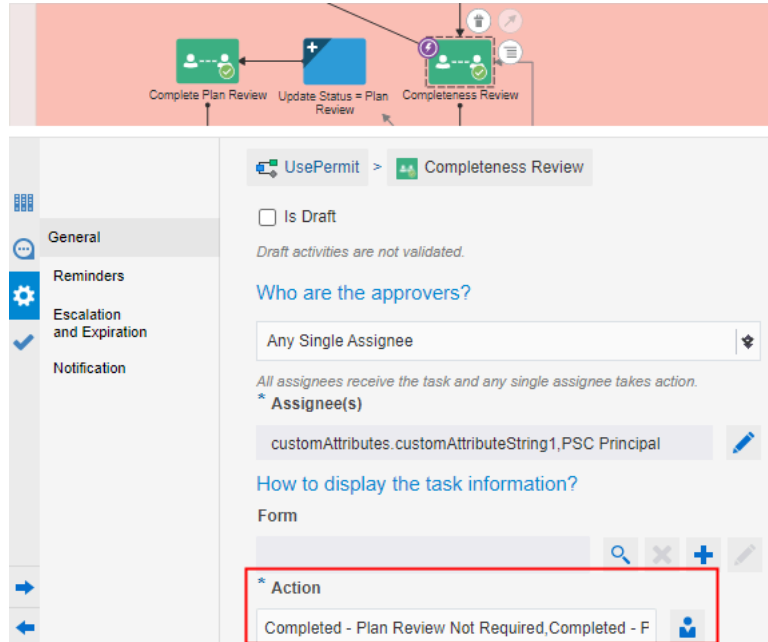 Complete Plan Review
Update Status = Plan
Review
Completeness Review
UsePermit > Completeness Review
Is Draft
General
Draft activities are not validated.
Reminders
Who are the approvers?
Escalation
and Expiration
Any Single Assignee
Notification
All assignees receive the task and any single assignee takes action.
* Assignee(s)
customAttributes.customAttributeString1,PSC Principal
How to display the task information?
Form
* Action
Completed - Plan Review Not Required,Completed - F